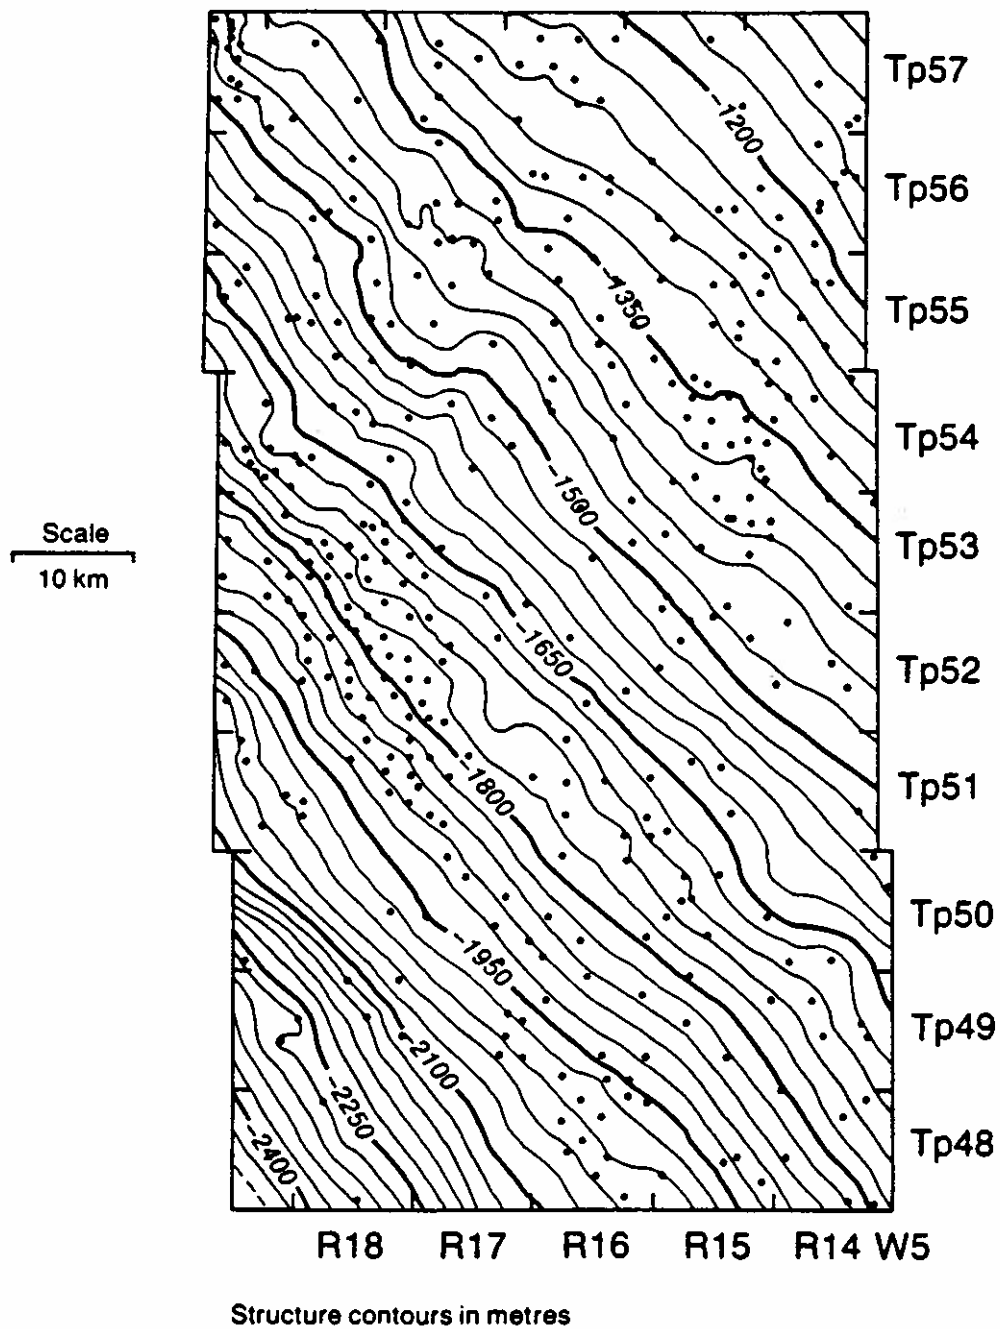 Tp57
-1200
Tp56
-1350
Tp55
Tp54
-1500
Scale
10 km
Tp53
-1650
Tp52
-1800
Tp51
Tp50
-1950
Tp49
-2100
-2250
-2400
Tp48
R18 R17 R16 R15 R14 W5
Structure contours in metres